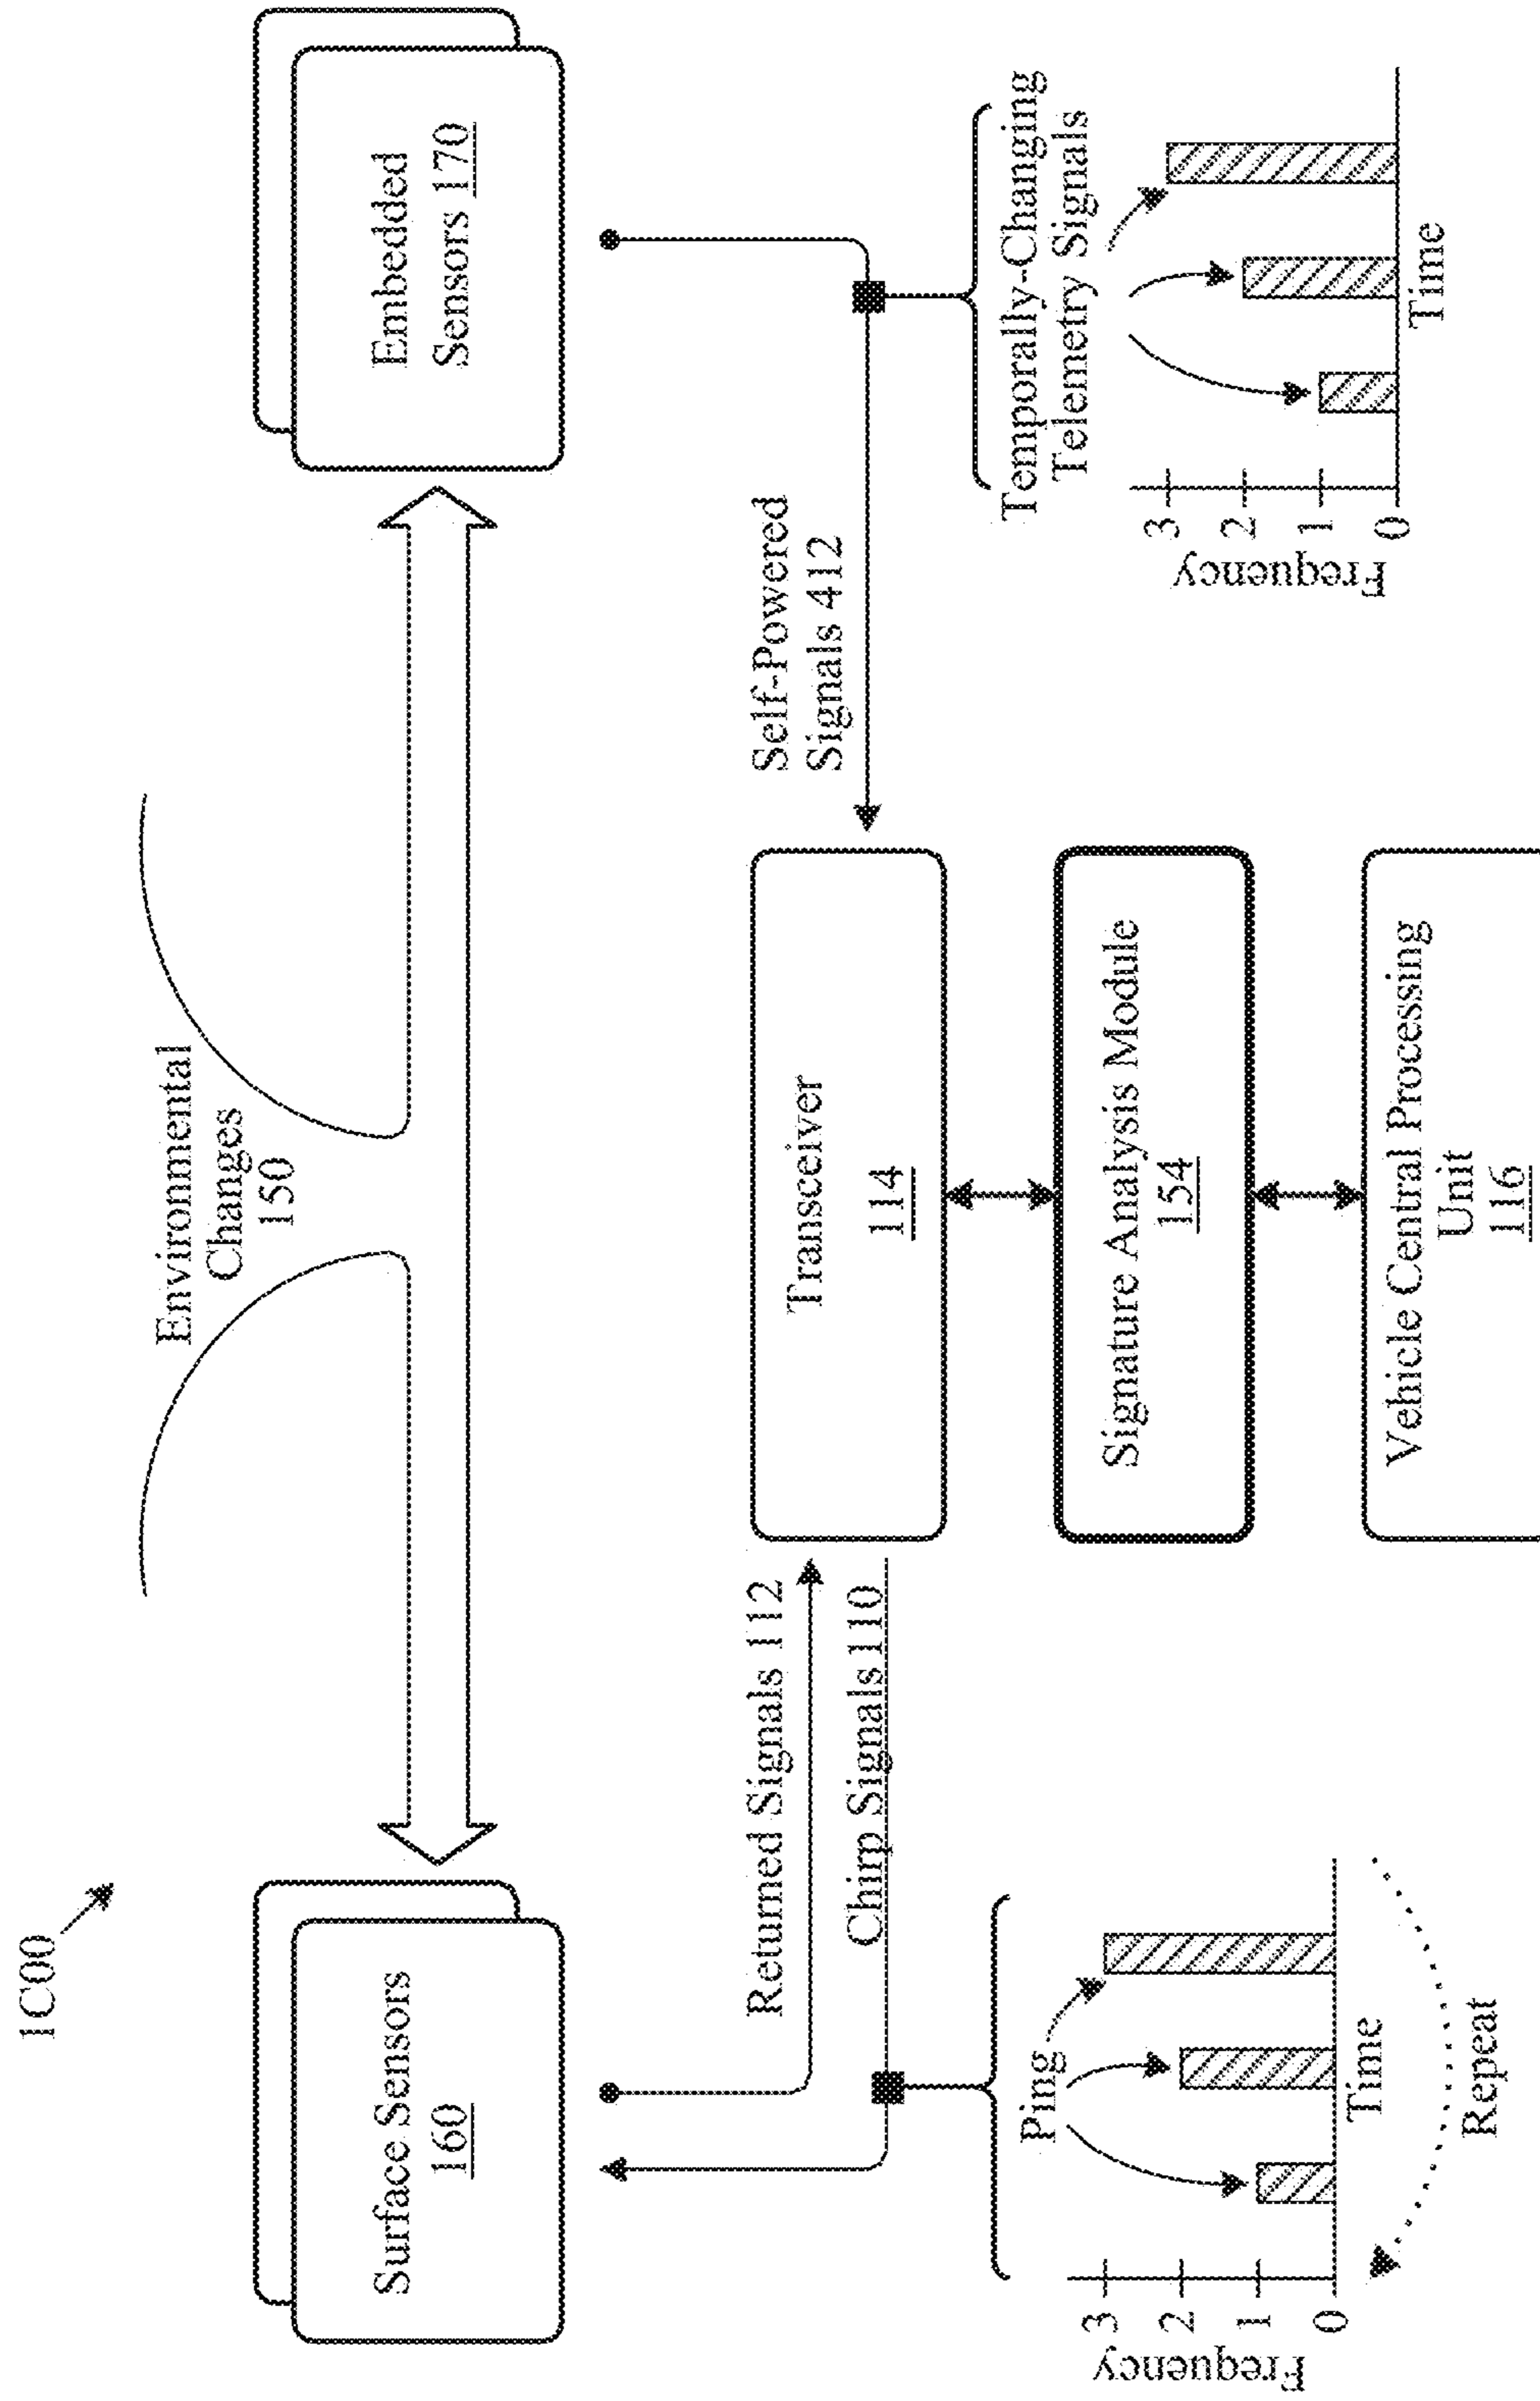 1C00
Environmental
Changes
150
Surface Sensors
160
Embedded
Sensors 170
Returned Signals 112
Chirp Signals 110
Self-Powered
Signals 412
Transceiver
114
Signature Analysis Module
154
Vehicle Central Processing
Unit
116
Ping
Frequency
3
2
1
0
Time
Repeat
Temporally-Changing
Telemetry Signals
Frequency
3
2
1
0
Time